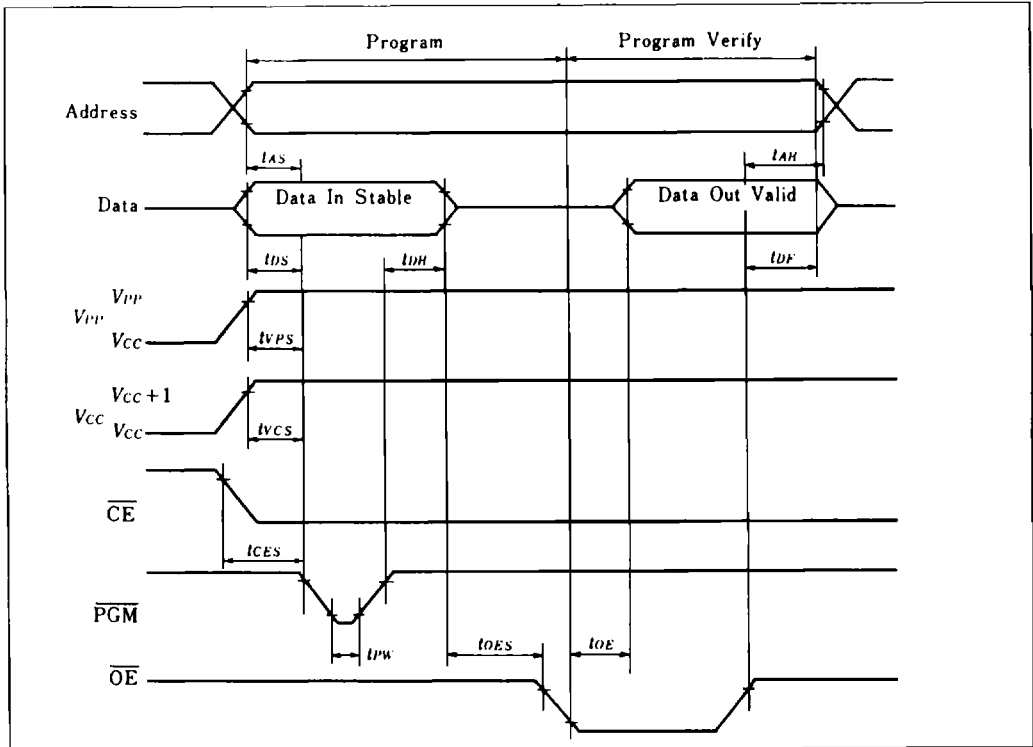 Program Program Verify
Address
tAS tAH
Data Data In Stable Data Out Valid
tDS tDH tDF
VPP
VPP
VCC
tVPS
VCC+1
VCC
VCC
tVCS
CE
tCES
PGM
tPW tOES tOE
OE